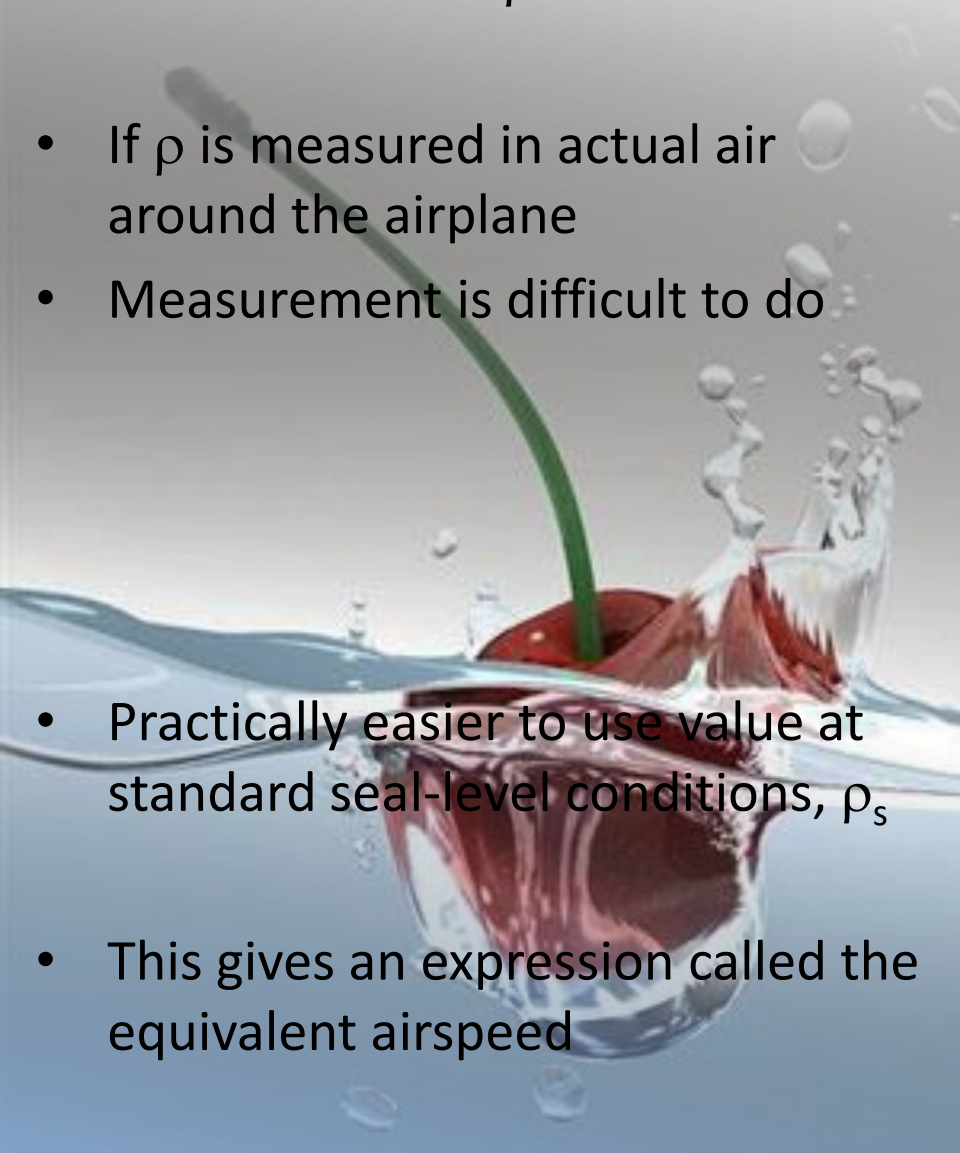 • If ρ is measured in actual air
around the airplane
• Measurement is difficult to do
• Practically easier to use value at
standard seal-level conditions, ρs
• This gives an expression called the
equivalent airspeed